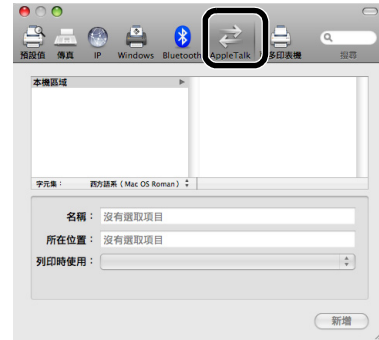 預設值 傳真 IP Windows Bluetooth AppleTalk 多印表機 搜尋
本機區域
字元集： 西方語系（Mac OS Roman）
名稱： 沒有選取項目
所在位置： 沒有選取項目
列印時使用：
新增